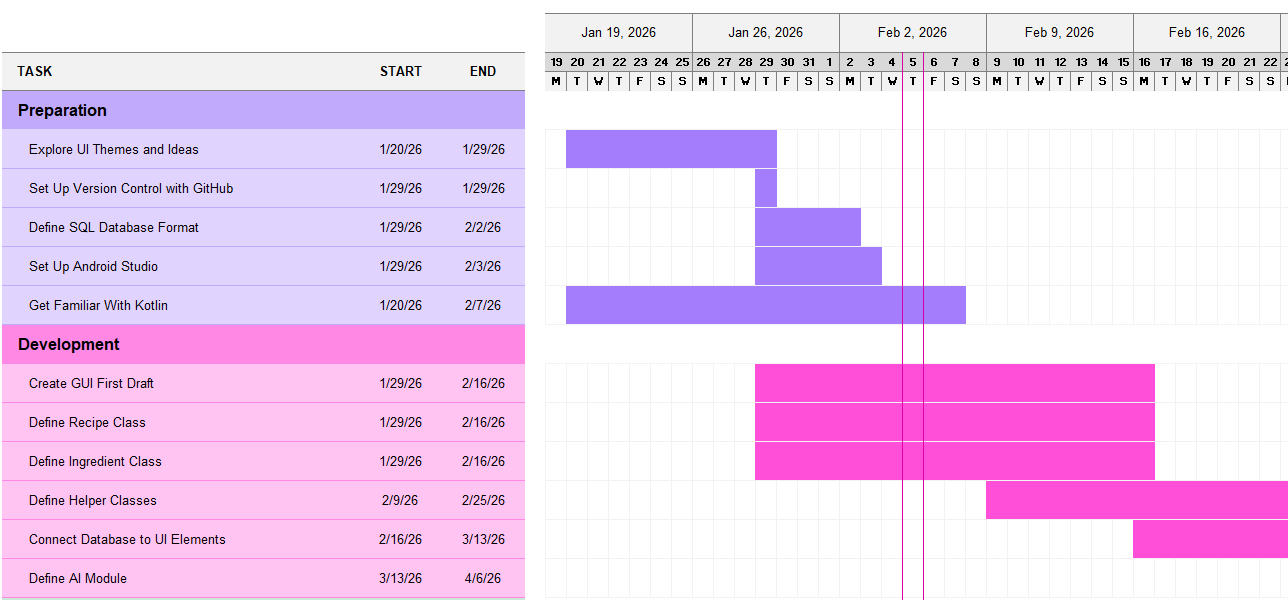 Jan 19, 2026 Jan 26, 2026 Feb 2, 2026 Feb 9, 2026 Feb 16, 2026
19 20 21 22 23 24 25 26 27 28 29 30 31 1 2 3 4 5 6 7 8 9 10 11 12 13 14 15 16 17 18 19 20 21 22
TASK START END
M T W T F S S M T W T F S S M T W T F S S M T W T F S S M T W T F S S
Preparation
Explore UI Themes and Ideas 1/20/26 1/29/26
Set Up Version Control with GitHub 1/29/26 1/29/26
Define SQL Database Format 1/29/26 2/2/26
Set Up Android Studio 1/29/26 2/3/26
Get Familiar With Kotlin 1/20/26 2/7/26
Development
Create GUI First Draft 1/29/26 2/16/26
Define Recipe Class 1/29/26 2/16/26
Define Ingredient Class 1/29/26 2/16/26
Define Helper Classes 2/9/26 2/25/26
Connect Database to UI Elements 2/16/26 3/13/26
Define AI Module 3/13/26 4/6/26